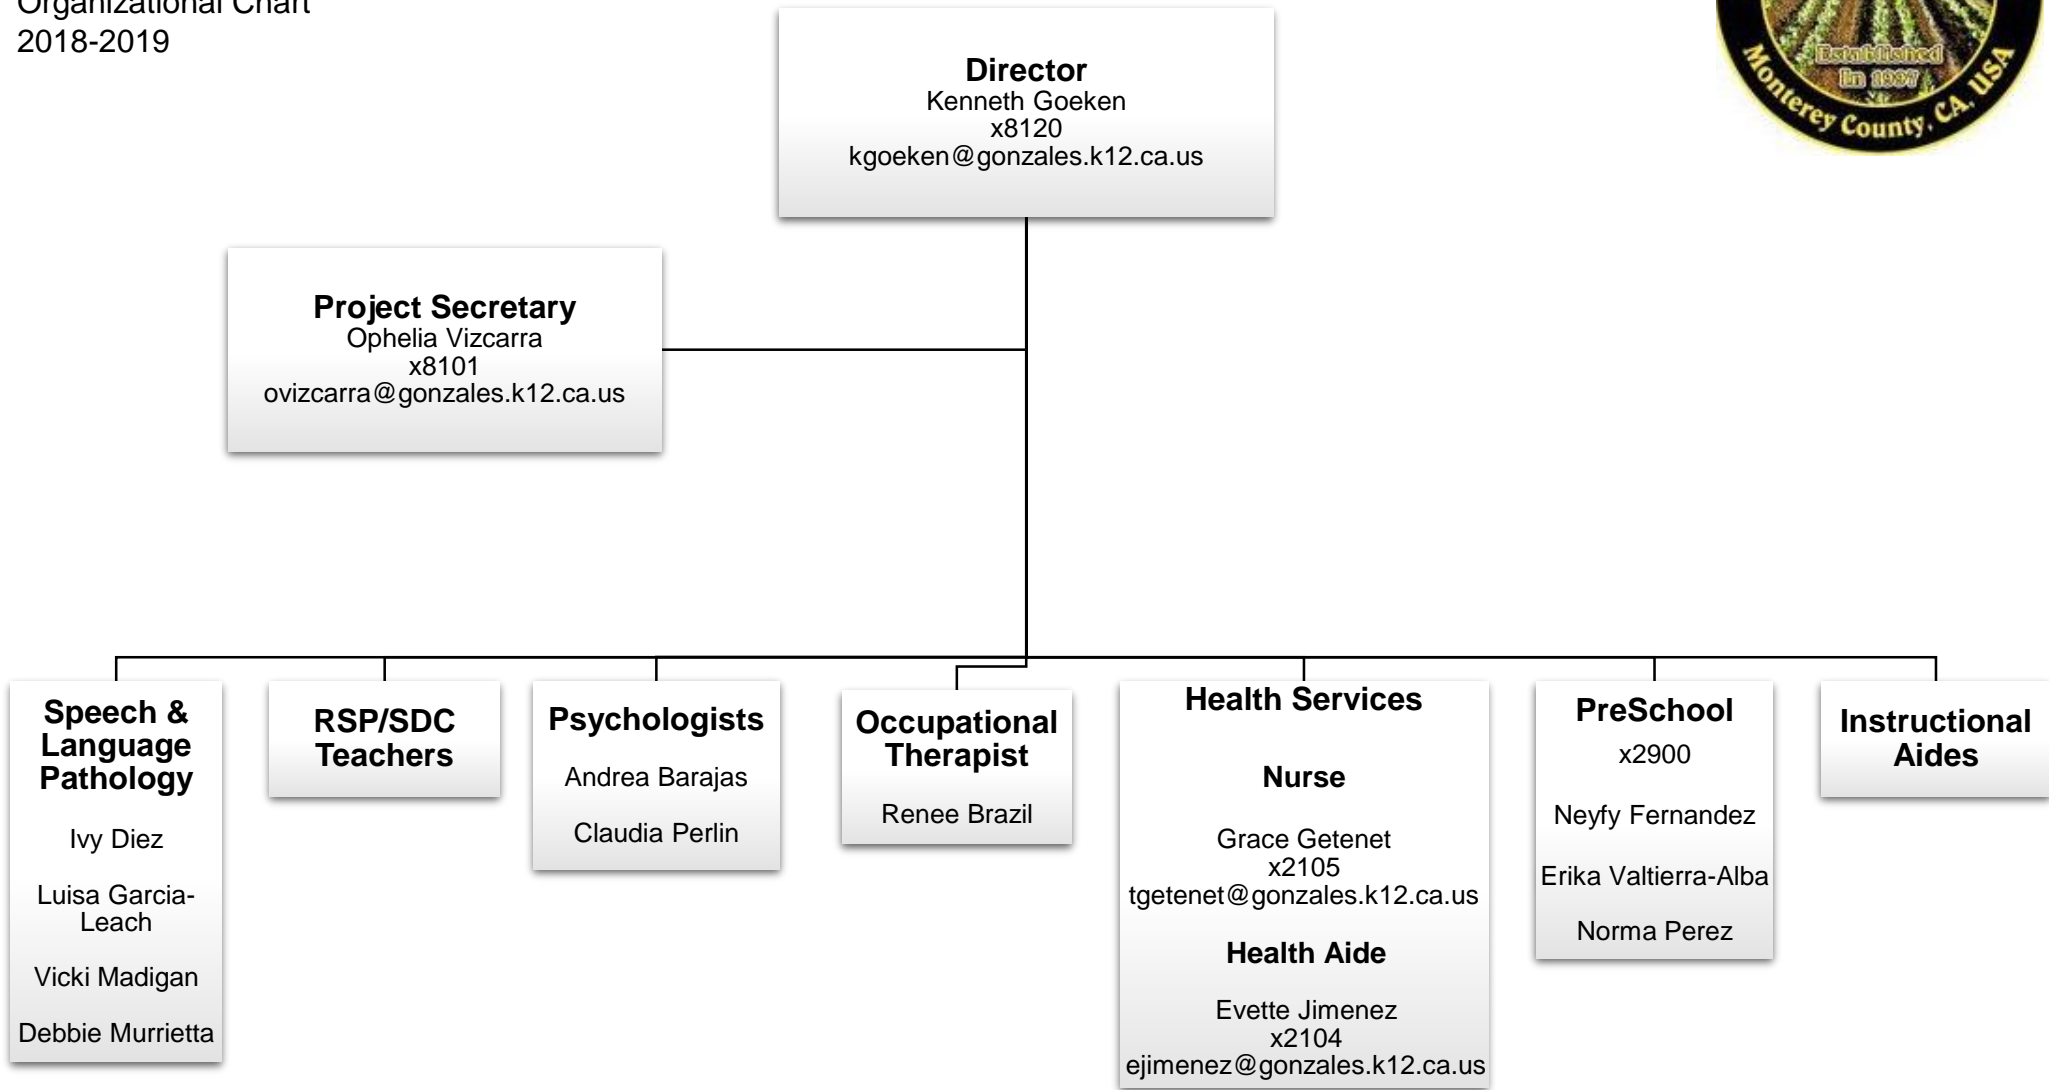 Organizational Chart
2018-2019
Established
In 1997
Monterey County, CA, USA
Director
Kenneth Goeken
x8120
kgoeken@gonzales.k12.ca.us
Project Secretary
Ophelia Vizcarra
x8101
ovizcarra@gonzales.k12.ca.us
Speech &
Language
Pathology
Ivy Diez
Luisa Garcia-
Leach
Vicki Madigan
Debbie Murrietta
RSP/SDC
Teachers
Psychologists
Andrea Barajas
Claudia Perlin
Occupational
Therapist
Renee Brazil
Health Services
Nurse
Grace Getenet
x2105
tgetenet@gonzales.k12.ca.us
Health Aide
Evette Jimenez
x2104
ejimenez@gonzales.k12.ca.us
PreSchool
x2900
Neyfy Fernandez
Erika Valtierra-Alba
Norma Perez
Instructional
Aides